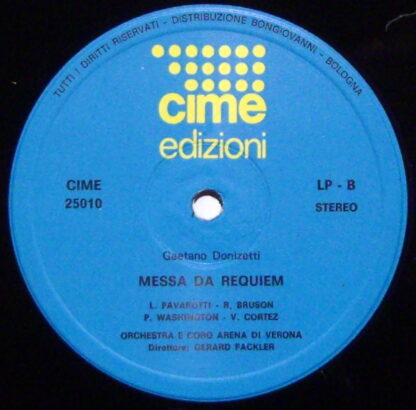 TUTTI I DIRITTI RISERVATI - DISTRIBUZIONE BONGIOVANNI - BOLOGNA
cime
edizioni
CIME
25010
LP - B
STEREO
Gaetano Donizetti
MESSA DA REQUIEM
L. PAVAROTTI - R. BRUSON
P. WASHINGTON - V. CORTEZ
ORCHESTRA E CORO ARENA DI VERONA
Direttore: GERARD FACKLER